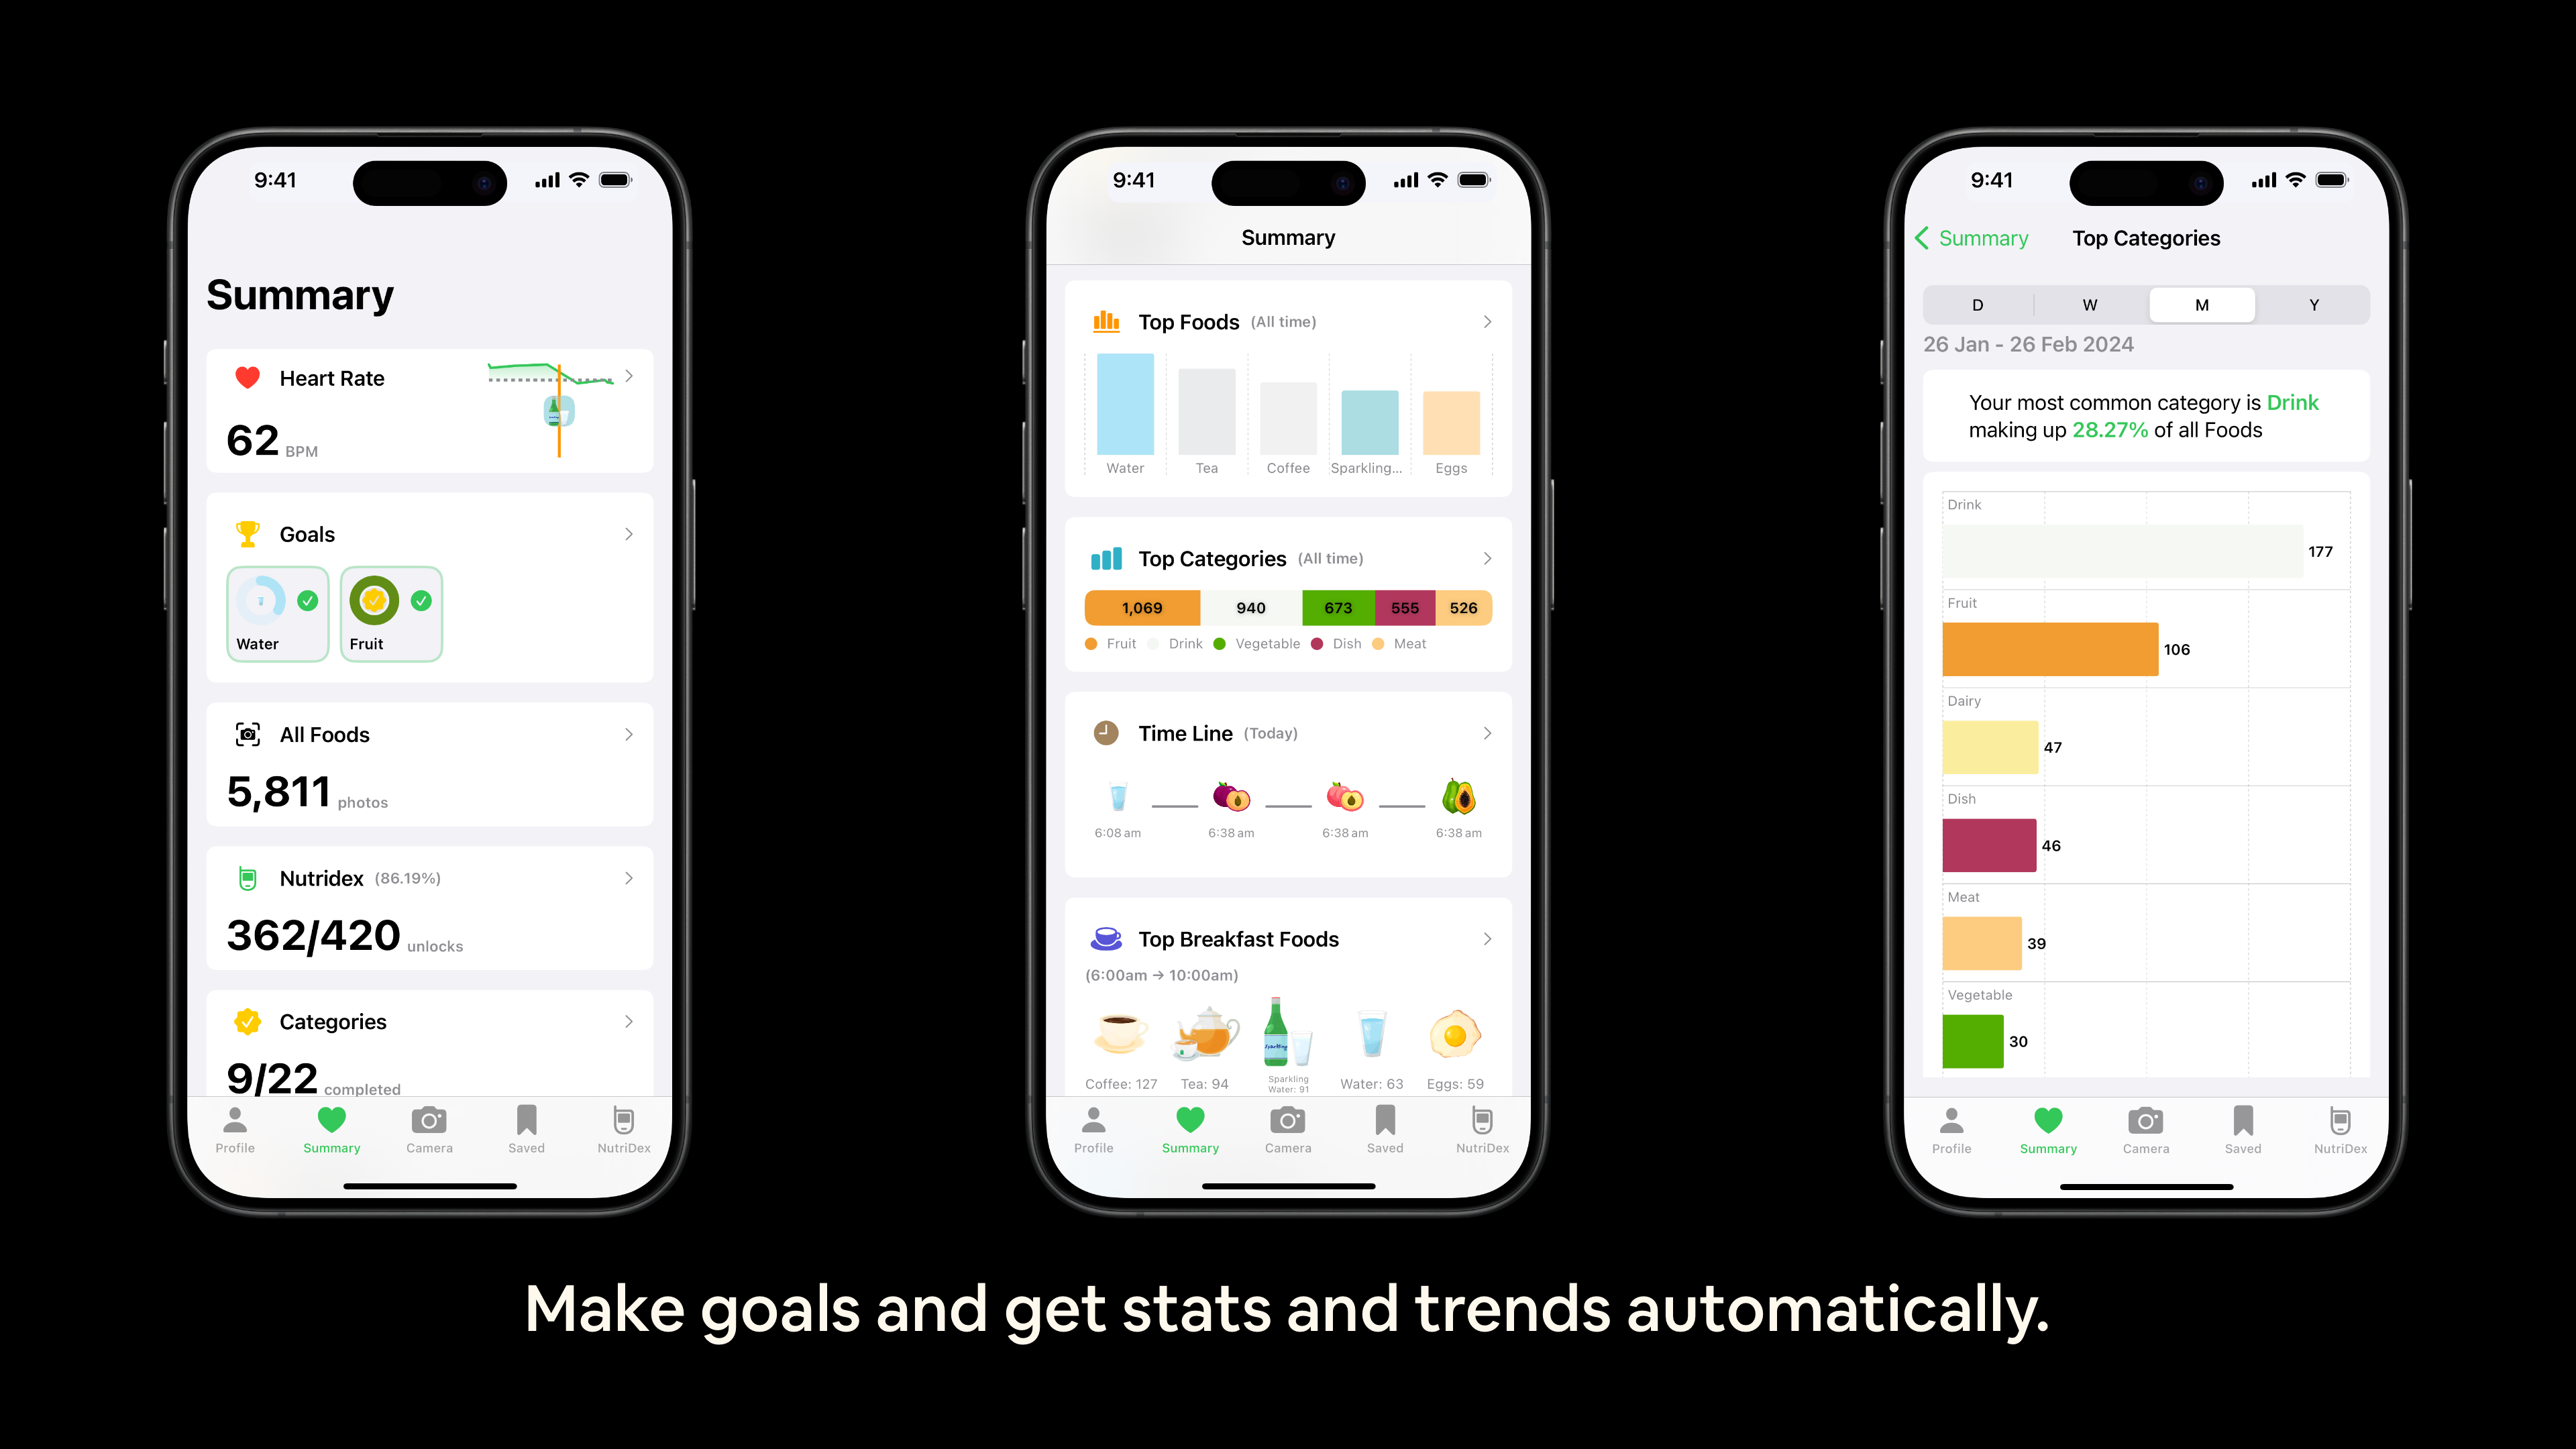 9:41
Summary
Heart Rate
62 BPM
Goals
Water
Fruit
All Foods
5,811 photos
Nutridex (86.19%)
362/420 unlocks
Categories
9/22 completed
Profile Summary Camera Saved NutriDex
9:41
Summary
Top Foods (All time)
Water Tea Coffee Sparkling... Eggs
Top Categories (All time)
1,069 940 673 555 526
Fruit Drink Vegetable Dish Meat
Time Line (Today)
6:08 am 6:38 am 6:38 am 6:38 am
Top Breakfast Foods
(6:00am → 10:00am)
Coffee: 127 Tea: 94 Sparkling Water: 91 Water: 63 Eggs: 59
Profile Summary Camera Saved NutriDex
9:41
Summary Top Categories
D W M Y
26 Jan - 26 Feb 2024
Your most common category is Drink
making up 28.27% of all Foods
Drink
177
Fruit
106
Dairy
47
Dish
46
Meat
39
Vegetable
30
Profile Summary Camera Saved NutriDex
Make goals and get stats and trends automatically.